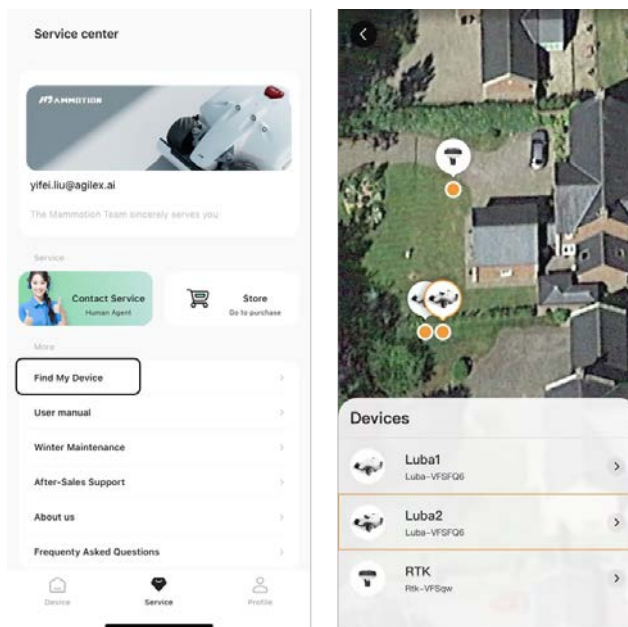 Service center
MAMMOTION
yifei.liu@agilex.ai
The Mammotion Team sincerely serves you
Service
Contact Service
Human Agent
Store
Go to purchase
More
Find My Device
User manual
Winter Maintenance
After-Sales Support
About us
Frequenty Asked Questions
Device
Service
Profile
Devices
Luba1
Luba-VFSFQ6
Luba2
Luba-VFSFQ6
RTK
Rtk-VFSqw